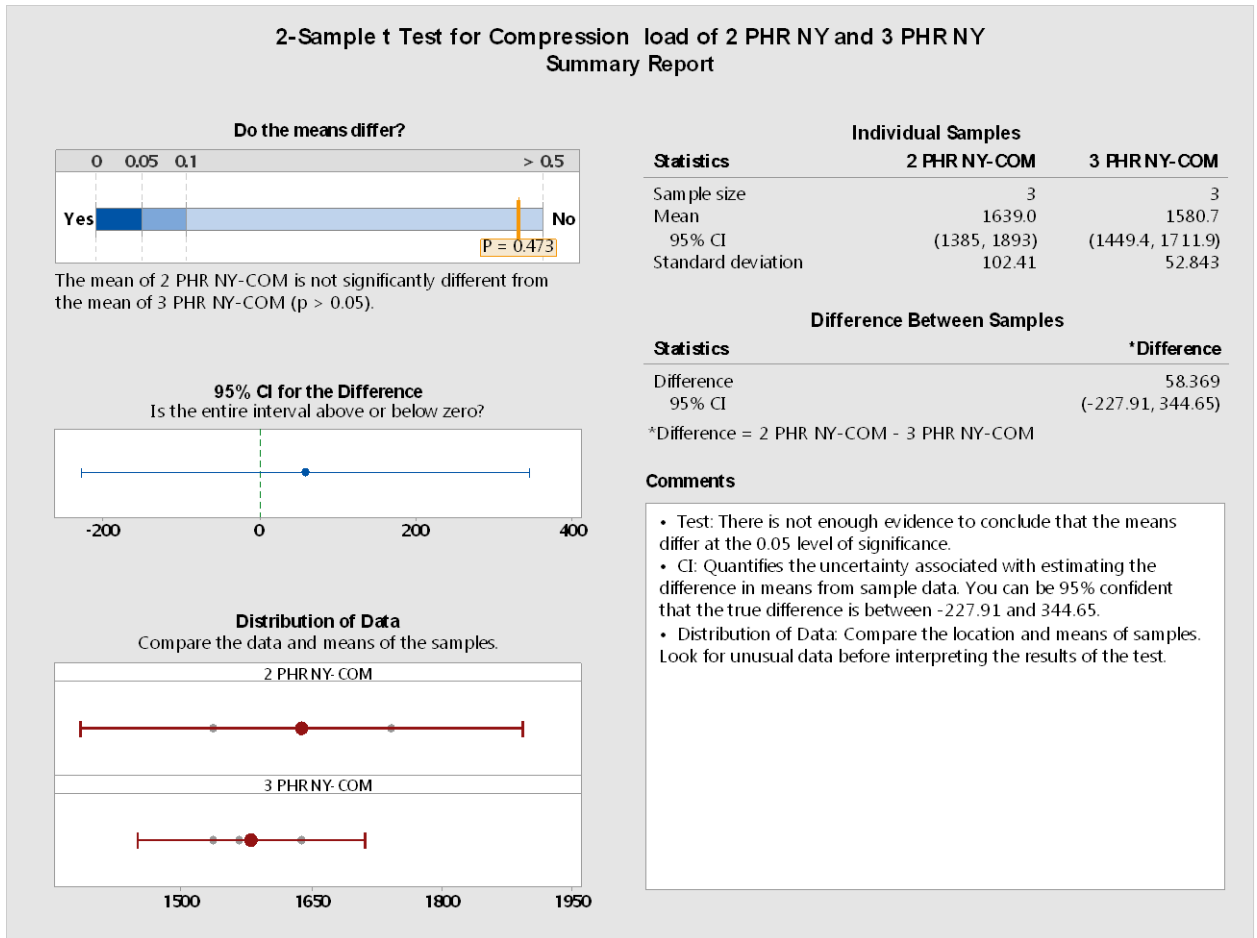 2-Sample t Test for Compression load of 2 PHR NY and 3 PHR NY
Summary Report
Do the means differ?
0 0.05 0.1 > 0.5
Yes No
P = 0.473
The mean of 2 PHR NY-COM is not significantly different from
the mean of 3 PHR NY-COM (p > 0.05).
95% CI for the Difference
Is the entire interval above or below zero?
-200 0 200 400
Distribution of Data
Compare the data and means of the samples.
2 PHR NY-COM
3 PHR NY-COM
1500 1650 1800 1950
Individual Samples
Statistics 2 PHR NY-COM 3 PHR NY-COM
Sample size 3 3
Mean 1639.0 1580.7
95% CI (1385, 1893) (1449.4, 1711.9)
Standard deviation 102.41 52.843
Difference Between Samples
Statistics *Difference
Difference 58.369
95% CI (-227.91, 344.65)
*Difference = 2 PHR NY-COM - 3 PHR NY-COM
Comments
• Test: There is not enough evidence to conclude that the means
differ at the 0.05 level of significance.
• CI: Quantifies the uncertainty associated with estimating the
difference in means from sample data. You can be 95% confident
that the true difference is between -227.91 and 344.65.
• Distribution of Data: Compare the location and means of samples.
Look for unusual data before interpreting the results of the test.